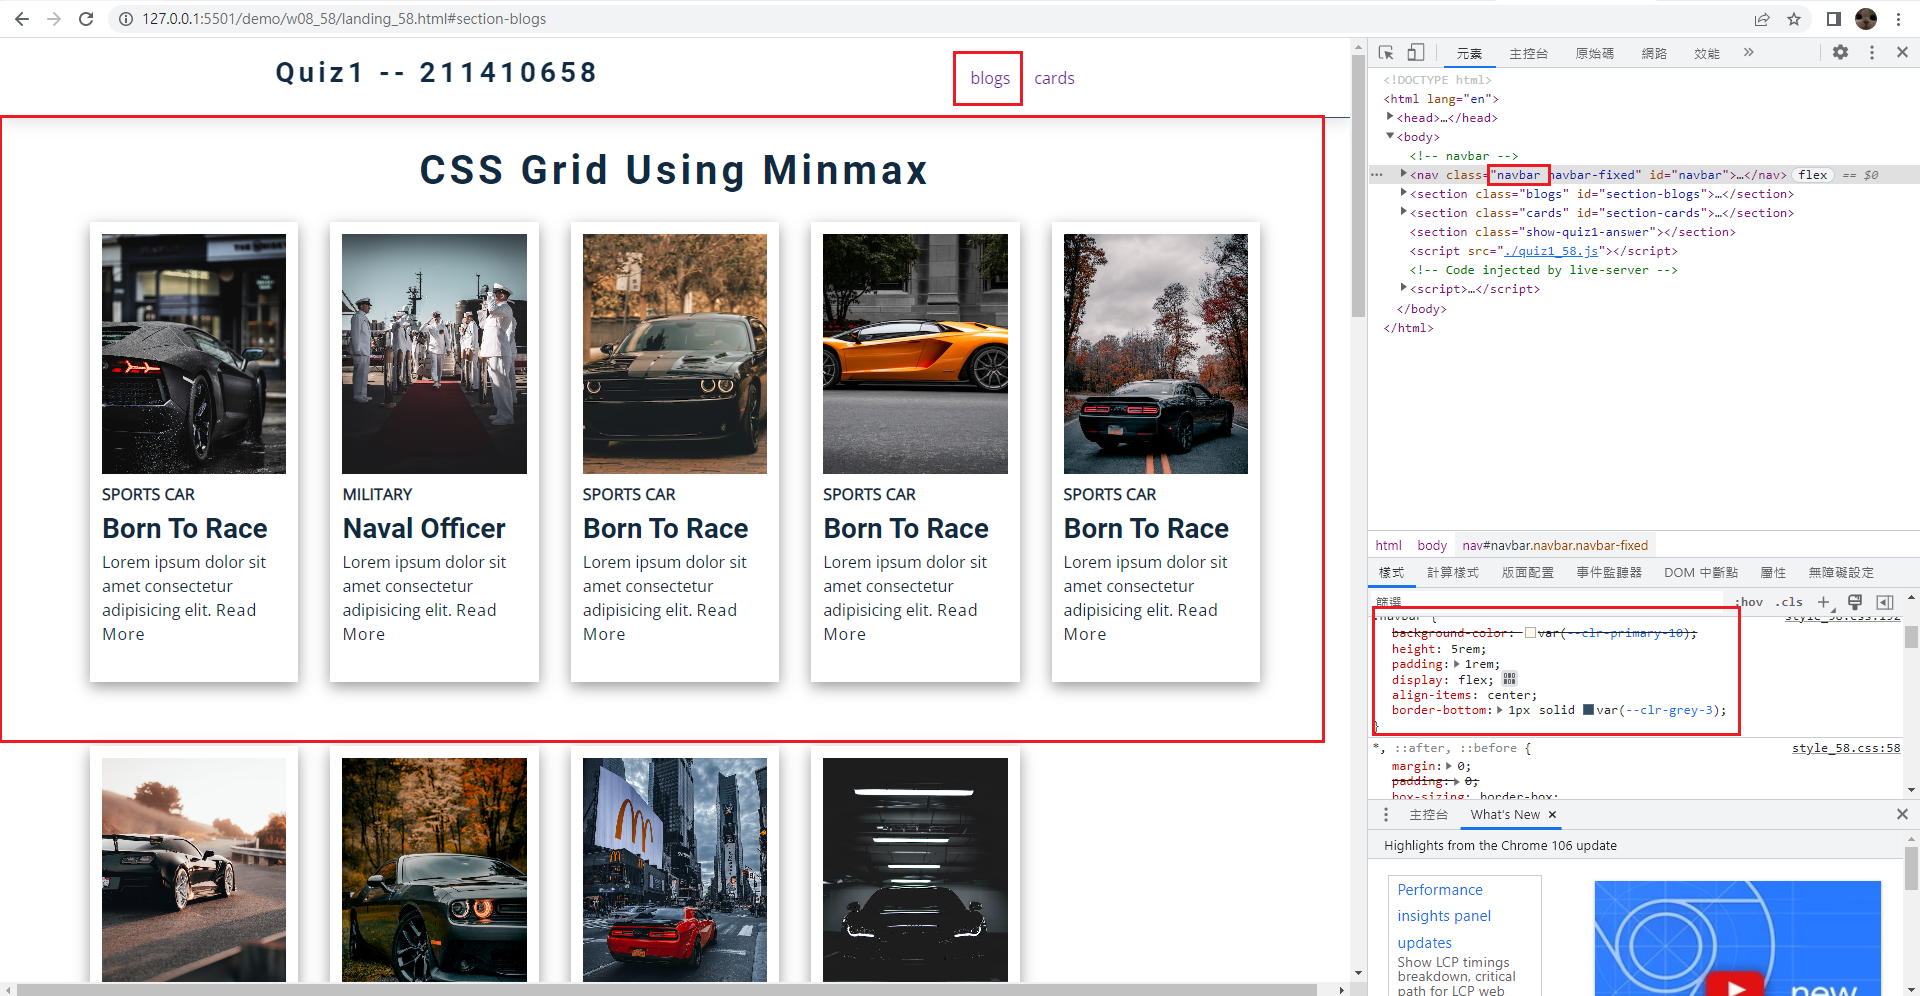 127.0.0.1:5501/demo/w08_58/landing_58.html#section-blogs
Quiz1 -- 211410658
blogs
cards
CSS Grid Using Minmax
SPORTS CAR
Born To Race
Lorem ipsum dolor sit
amet consectetur
adipisicing elit. Read
More
MILITARY
Naval Officer
Lorem ipsum dolor sit
amet consectetur
adipisicing elit. Read
More
SPORTS CAR
Born To Race
Lorem ipsum dolor sit
amet consectetur
adipisicing elit. Read
More
SPORTS CAR
Born To Race
Lorem ipsum dolor sit
amet consectetur
adipisicing elit. Read
More
SPORTS CAR
Born To Race
Lorem ipsum dolor sit
amet consectetur
adipisicing elit. Read
More
元素 主控台 原始碼 網路 效能 »
<!DOCTYPE html>
<html lang="en">
<head>…</head>
<body>
<!-- navbar -->
<nav class="navbar navbar-fixed" id="navbar">…</nav> flex == $0
<section class="blogs" id="section-blogs">…</section>
<section class="cards" id="section-cards">…</section>
<section class="show-quiz1-answer"></section>
<script src="./quiz1_58.js"></script>
<!-- Code injected by live-server -->
<script>…</script>
</body>
</html>
html body nav#navbar.navbar.navbar-fixed
樣式 計算樣式 版面配置 事件監聽器 DOM 中斷點 屬性 無障礙設定
篩選 :hov .cls
.navbar { style_58.css:192
background-color: var(--clr-primary-10);
height: 5rem;
padding: 1rem;
display: flex;
align-items: center;
border-bottom: 1px solid var(--clr-grey-3);
}
*, ::after, ::before { style_58.css:58
margin: 0;
padding: 0;
box-sizing: border-box;
主控台 What's New
Highlights from the Chrome 106 update
Performance
insights panel
updates
Show LCP timings
breakdown, critical
path for LCP web
new